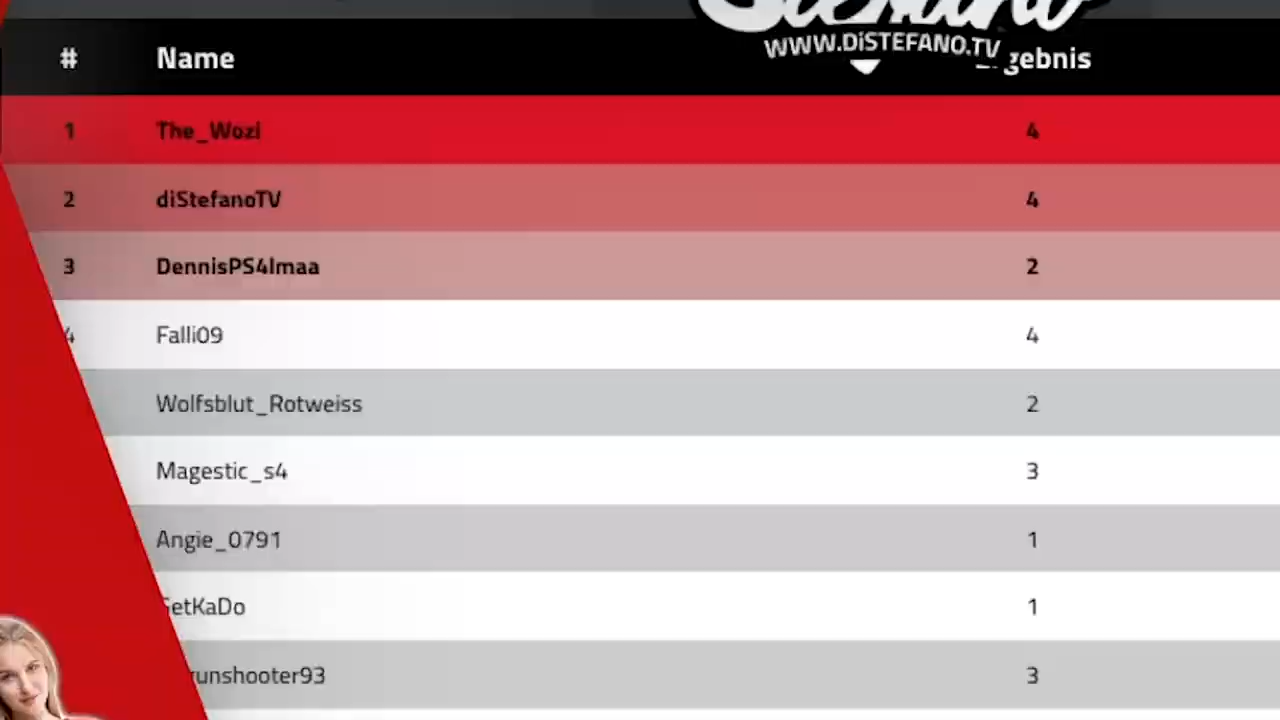 WWW.DiSTEFANO.TV
# Name
1 The_Wozi 4
2 diStefanoTV 4
3 DennisPS4lmaa 2
4 Falli09 4
Wolfsblut_Rotweiss 2
Magestic_s4 3
Angie_0791 1
1
3